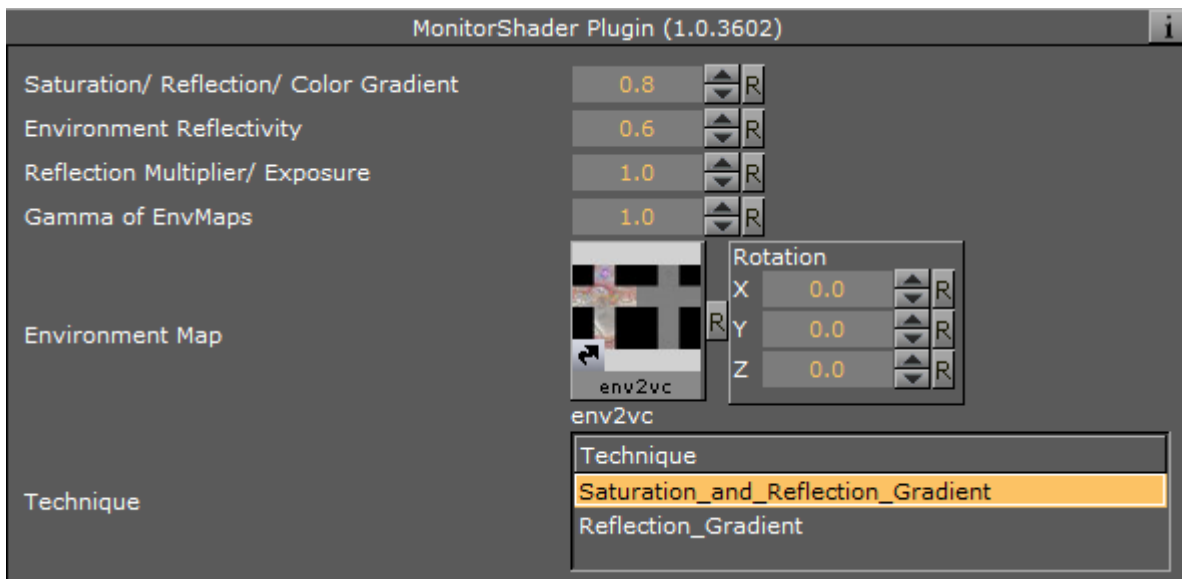 MonitorShader Plugin (1.0.3602) i
Saturation/ Reflection/ Color Gradient 0.8 R
Environment Reflectivity 0.6 R
Reflection Multiplier/ Exposure 1.0 R
Gamma of EnvMaps 1.0 R
Rotation
X 0.0 R
Environment Map R Y 0.0 R
Z 0.0 R
env2vc
env2vc
Technique
Technique
Saturation_and_Reflection_Gradient
Reflection_Gradient